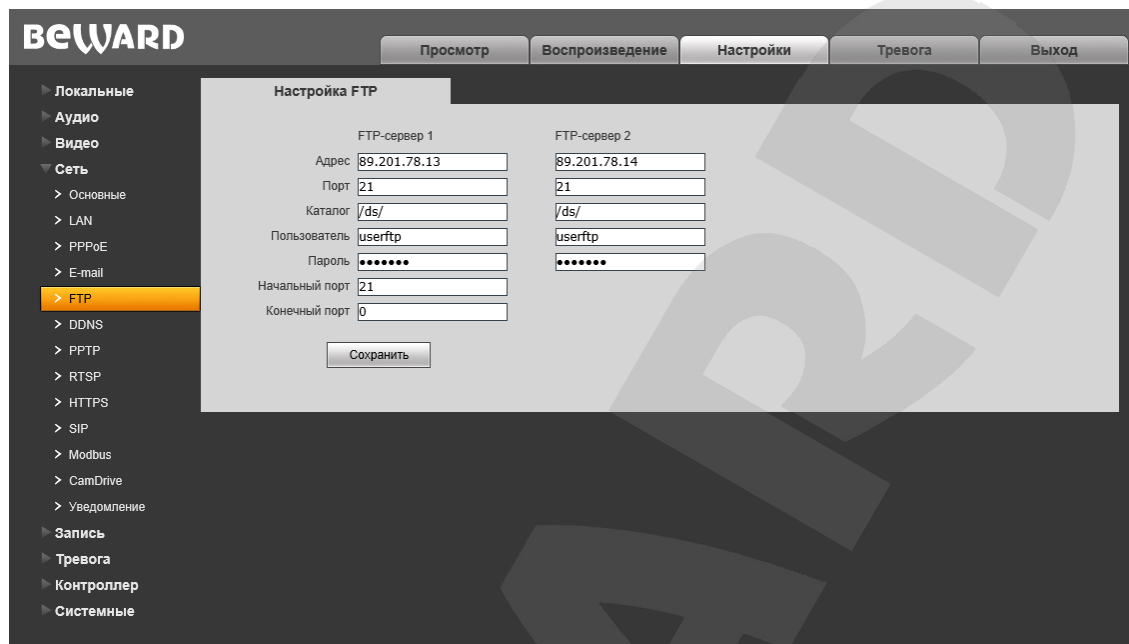 BEWARD
Просмотр Воспроизведение Настройки Тревога Выход
Локальные
Аудио
Видео
Сеть
> Основные
> LAN
> PPPoE
> E-mail
> FTP
> DDNS
> PPTP
> RTSP
> HTTPS
> SIP
> Modbus
> CamDrive
> Уведомление
Запись
Тревога
Контроллер
Системные
Настройка FTP
FTP-сервер 1 FTP-сервер 2
Адрес 89.201.78.13 89.201.78.14
Порт 21 21
Каталог /ds/ /ds/
Пользователь userftp userftp
Пароль ••••••• •••••••
Начальный порт 21
Конечный порт 0
Сохранить
ARD